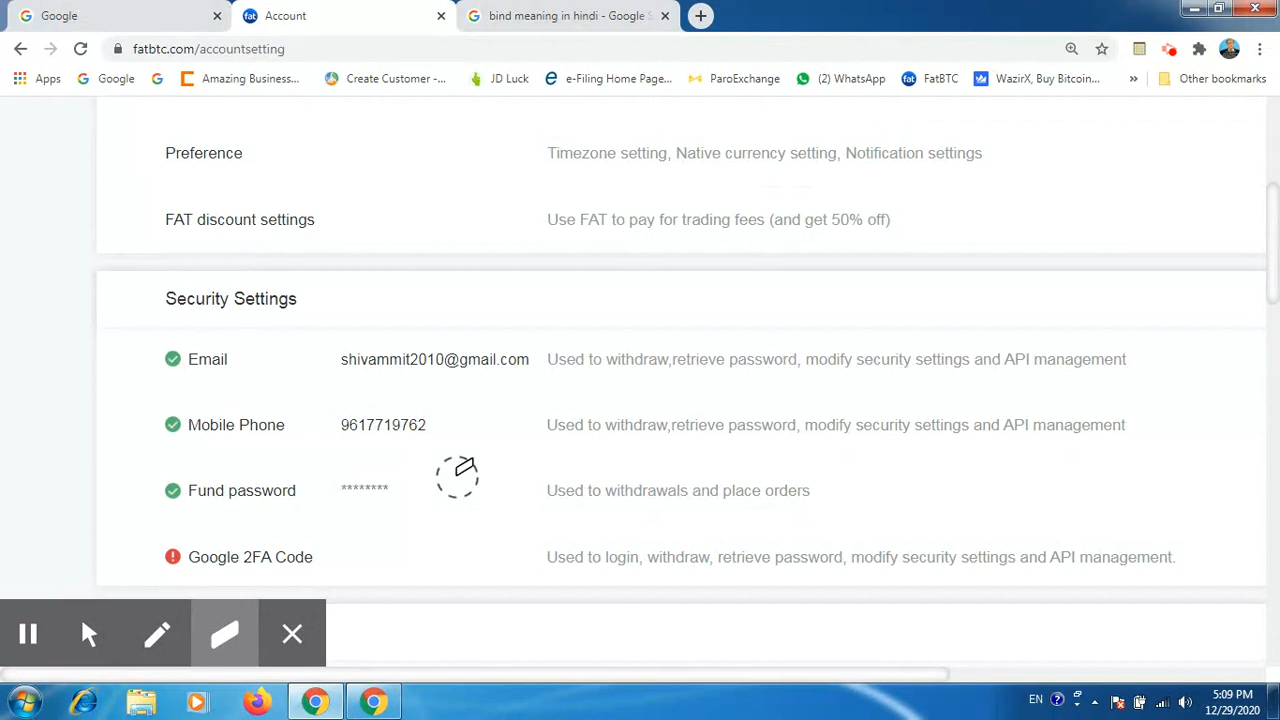 Google
Account
bind meaning in hindi - Google S
fatbtc.com/accountsetting
Apps
Google
Amazing Business...
Create Customer -...
JD Luck
e-Filing Home Page...
ParoExchange
(2) WhatsApp
FatBTC
WazirX, Buy Bitcoin...
»
Other bookmarks
Preference
Timezone setting, Native currency setting, Notification settings
FAT discount settings
Use FAT to pay for trading fees (and get 50% off)
Security Settings
Email
shivammit2010@gmail.com
Used to withdraw,retrieve password, modify security settings and API management
Mobile Phone
9617719762
Used to withdraw,retrieve password, modify security settings and API management
Fund password
********
Used to withdrawals and place orders
Google 2FA Code
Used to login, withdraw, retrieve password, modify security settings and API management.
EN
5:09 PM
12/29/2020